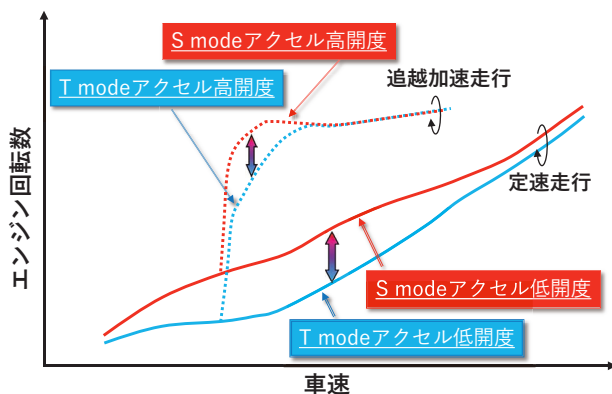 S modeアクセル高開度
T modeアクセル高開度
追越加速走行
定速走行
エンジン回転数
S modeアクセル低開度
T modeアクセル低開度
車速